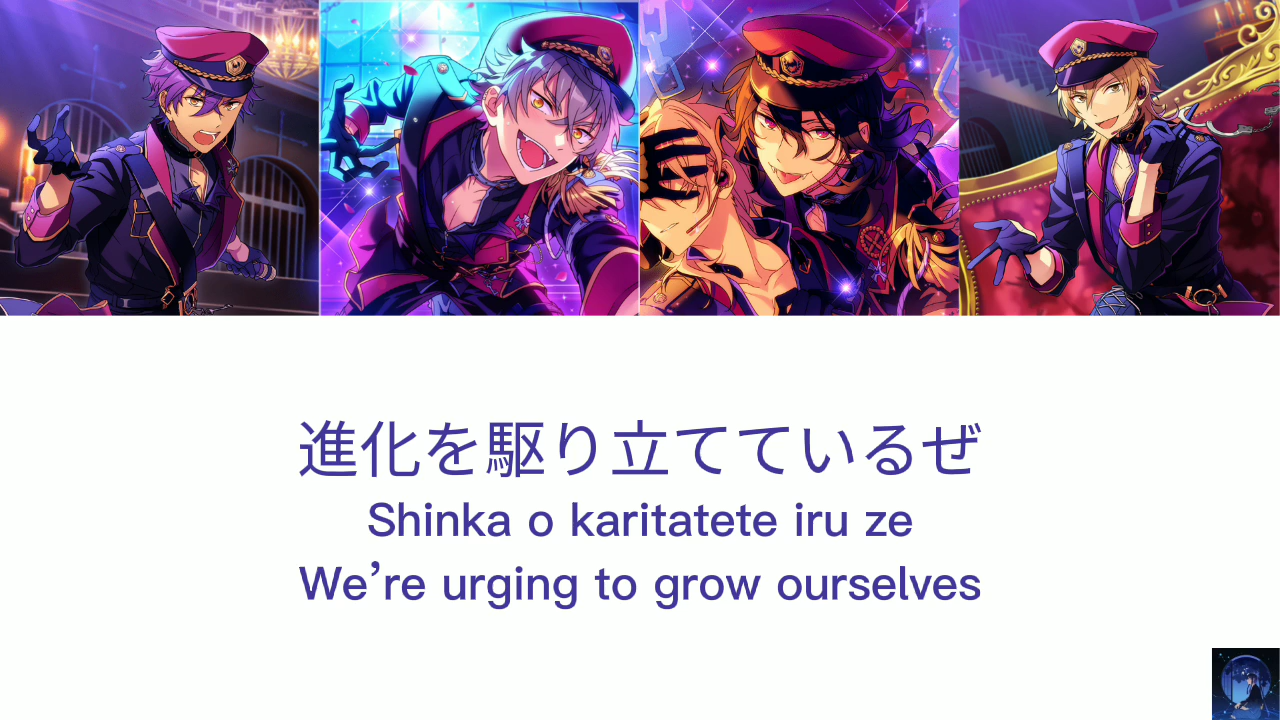 進化を駆り立てているぜ
Shinka o karitatete iru ze
We’re urging to grow ourselves